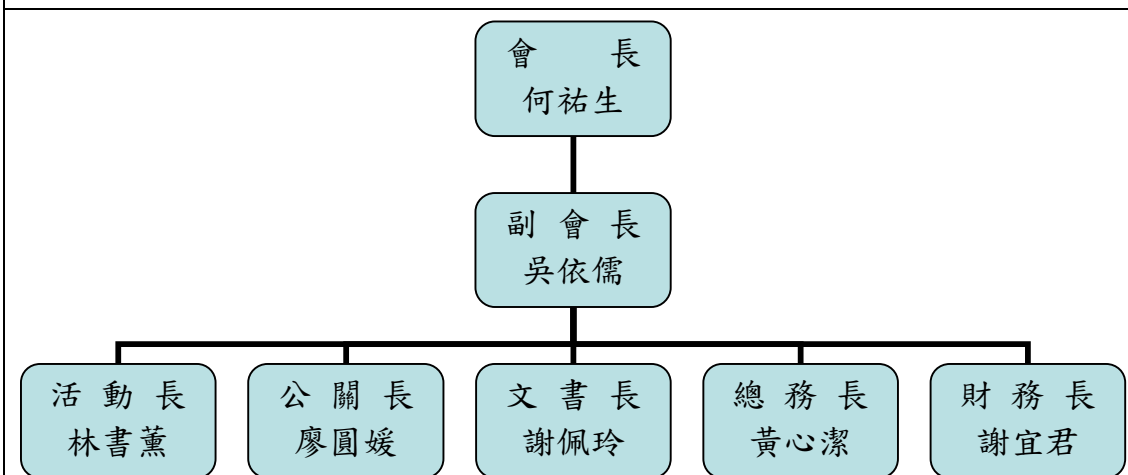 會 長
何祐生
副 會 長
吳依儒
活 動 長
林書薰
公 關 長
廖圓媛
文 書 長
謝佩玲
總 務 長
黃心潔
財 務 長
謝宜君